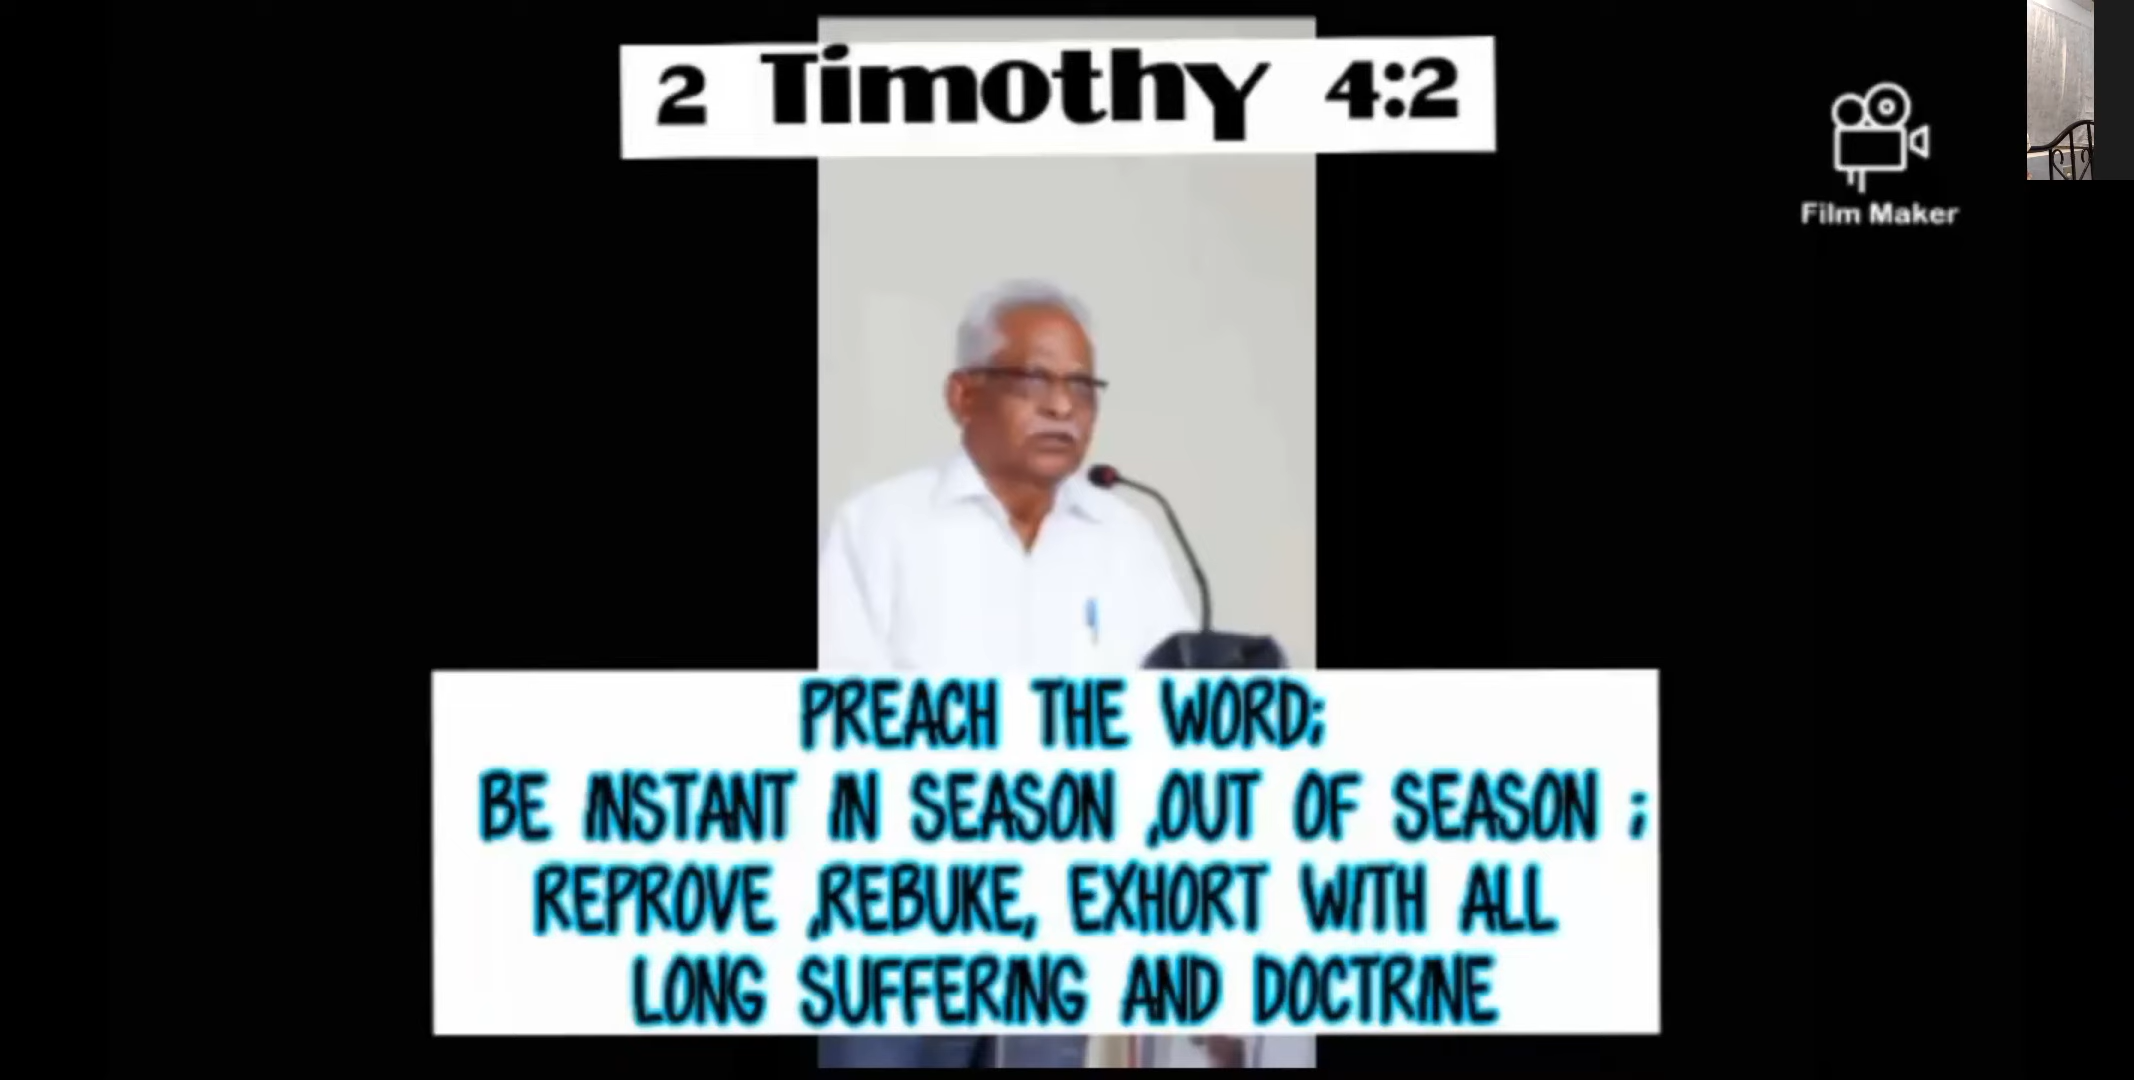 2 Timothy 4:2
Film Maker
PREACH THE WORD;
BE INSTANT IN SEASON ,OUT OF SEASON ;
REPROVE ,REBUKE, EXHORT WITH ALL
LONG SUFFERING AND DOCTRINE